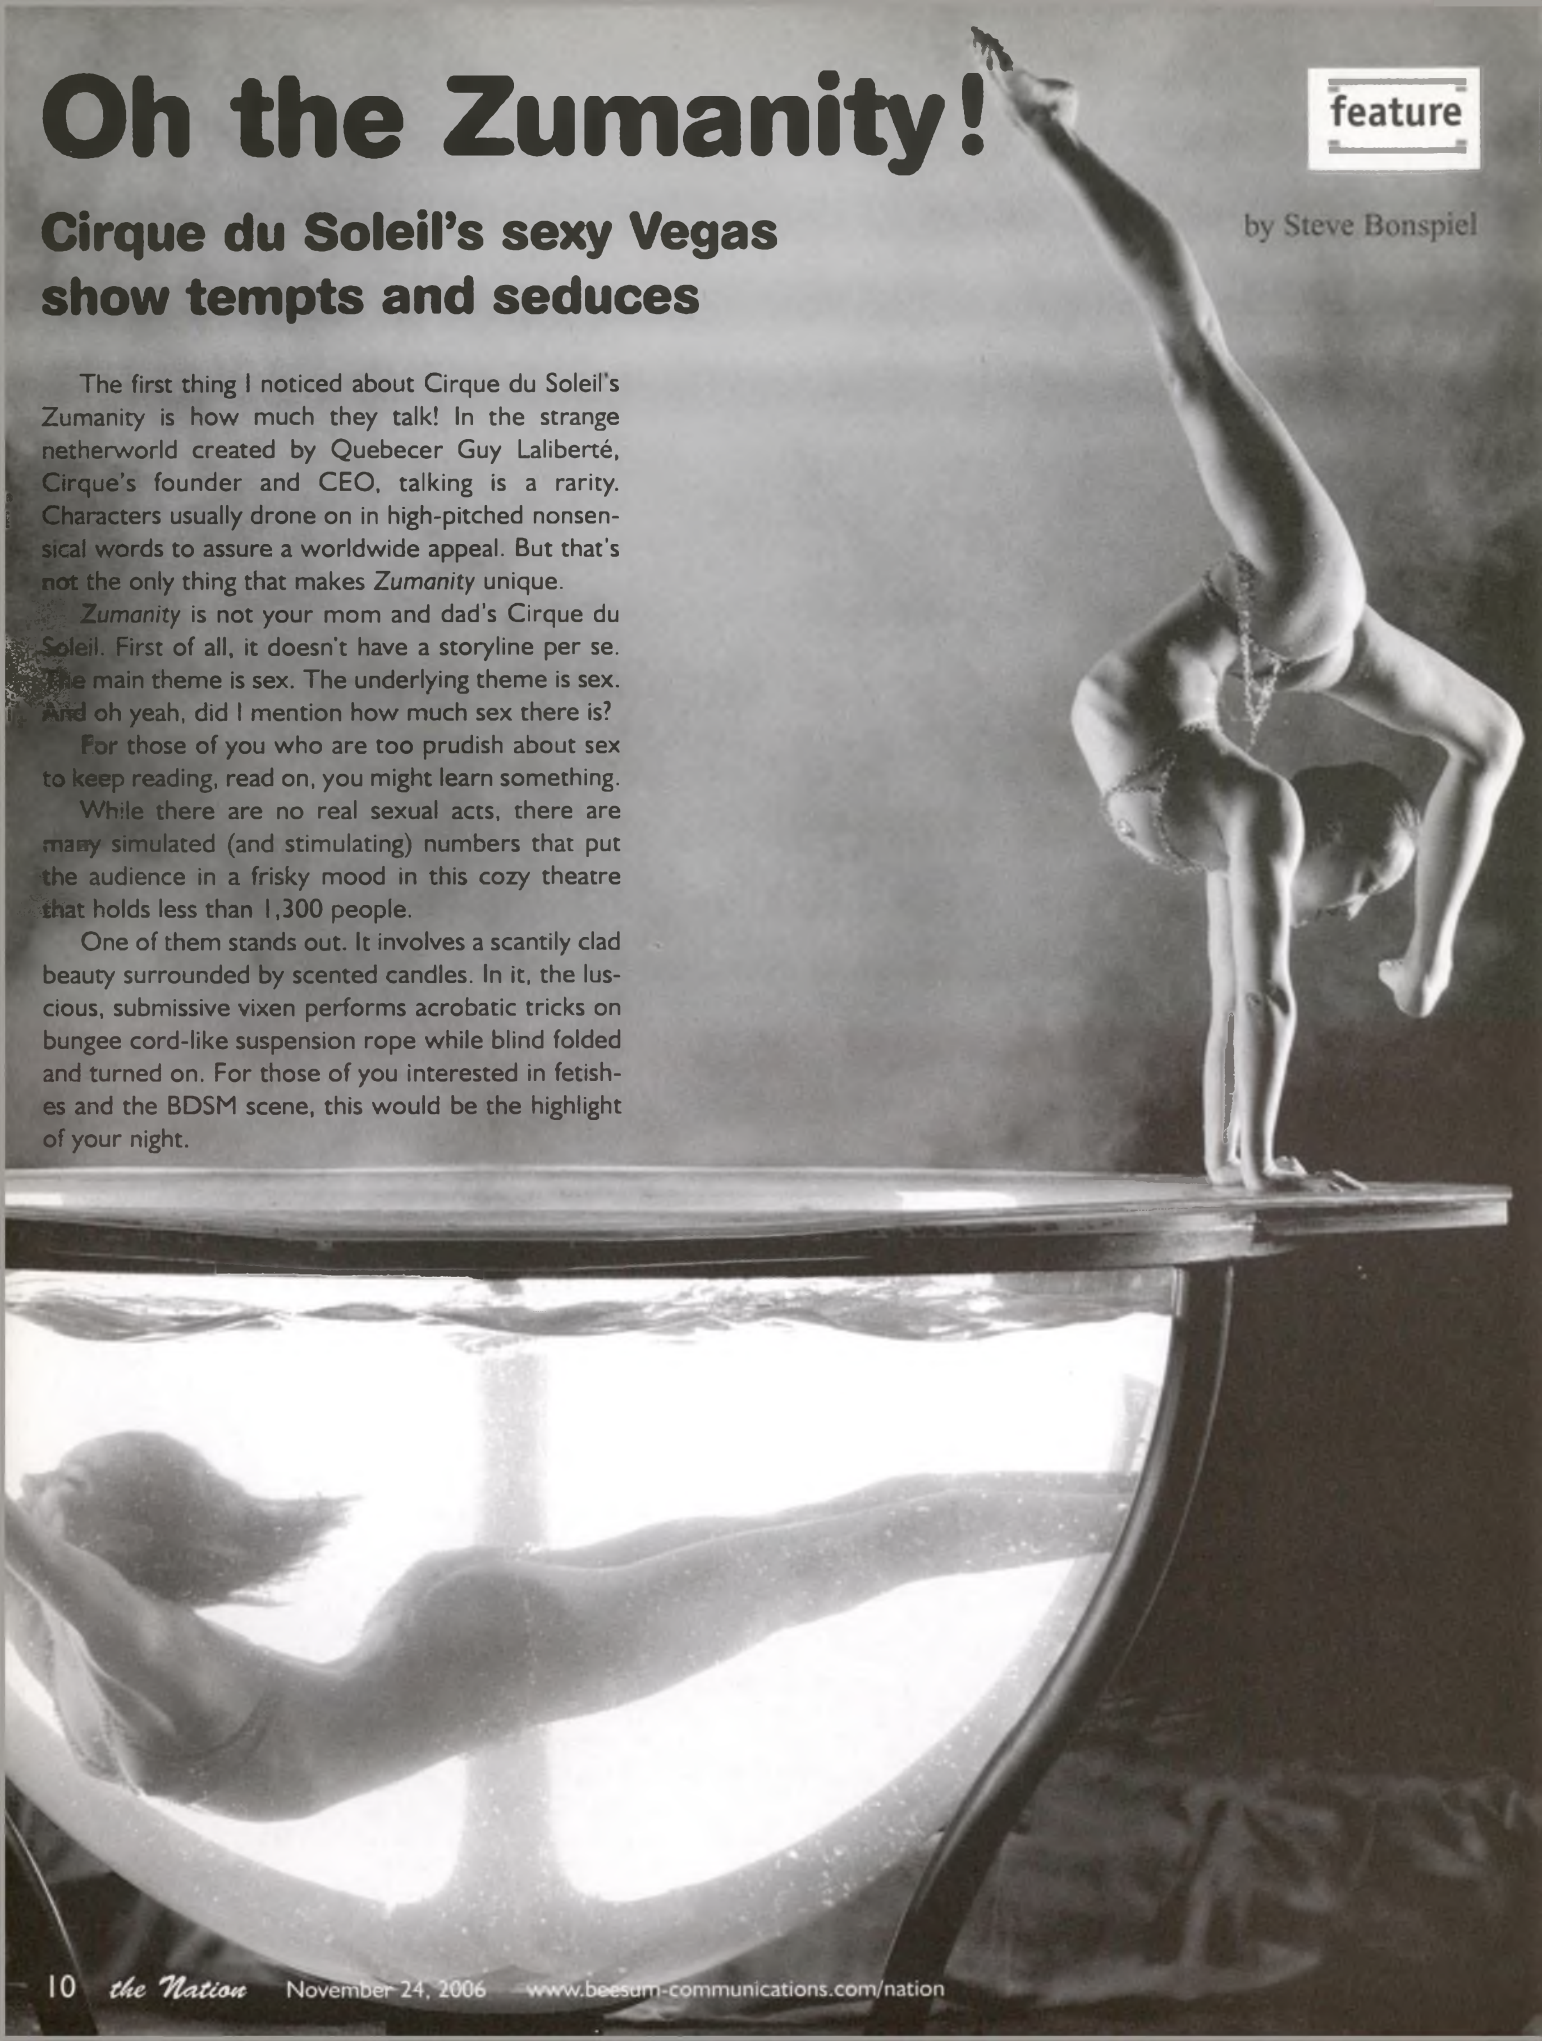 Oh the Zumanity!
feature
by Steve Bonspiel
Cirque du Soleil's sexy Vegas
show tempts and seduces
The first thing I noticed about Cirque du Soleil's
Zumanity is how much they talk! In the strange
netherworld created by Quebecer Guy Laliberté,
Cirque's founder and CEO, talking is a rarity.
Characters usually drone on in high-pitched nonsen-
sical words to assure a worldwide appeal. But that's
not the only thing that makes Zumanity unique.
Zumanity is not your mom and dad's Cirque du
Soleil. First of all, it doesn't have a storyline per se.
The main theme is sex. The underlying theme is sex.
And oh yeah, did I mention how much sex there is?
For those of you who are too prudish about sex
to keep reading, read on, you might learn something.
While there are no real sexual acts, there are
many simulated (and stimulating) numbers that put
the audience in a frisky mood in this cozy theatre
that holds less than 1,300 people.
One of them stands out. It involves a scantily clad
beauty surrounded by scented candles. In it, the lus-
cious, submissive vixen performs acrobatic tricks on
bungee cord-like suspension rope while blind folded
and turned on. For those of you interested in fetish-
es and the BDSM scene, this would be the highlight
of your night.
10 the Nation November 24, 2006 www.beesum-communications.com/nation